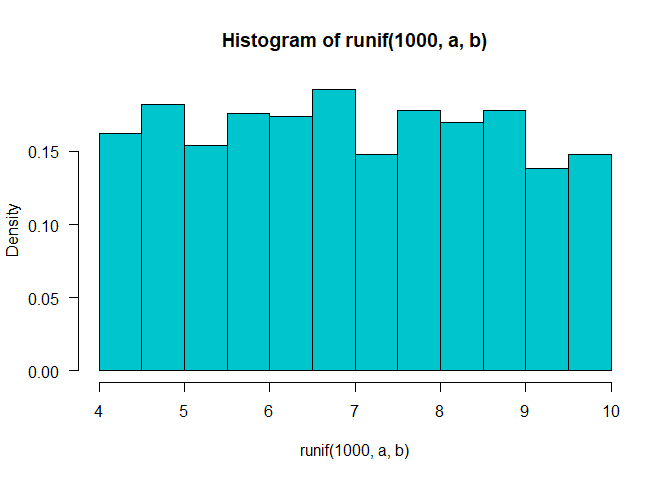 Histogram of runif(1000, a, b)
Density
0.15
0.10
0.05
0.00
4 5 6 7 8 9 10
runif(1000, a, b)